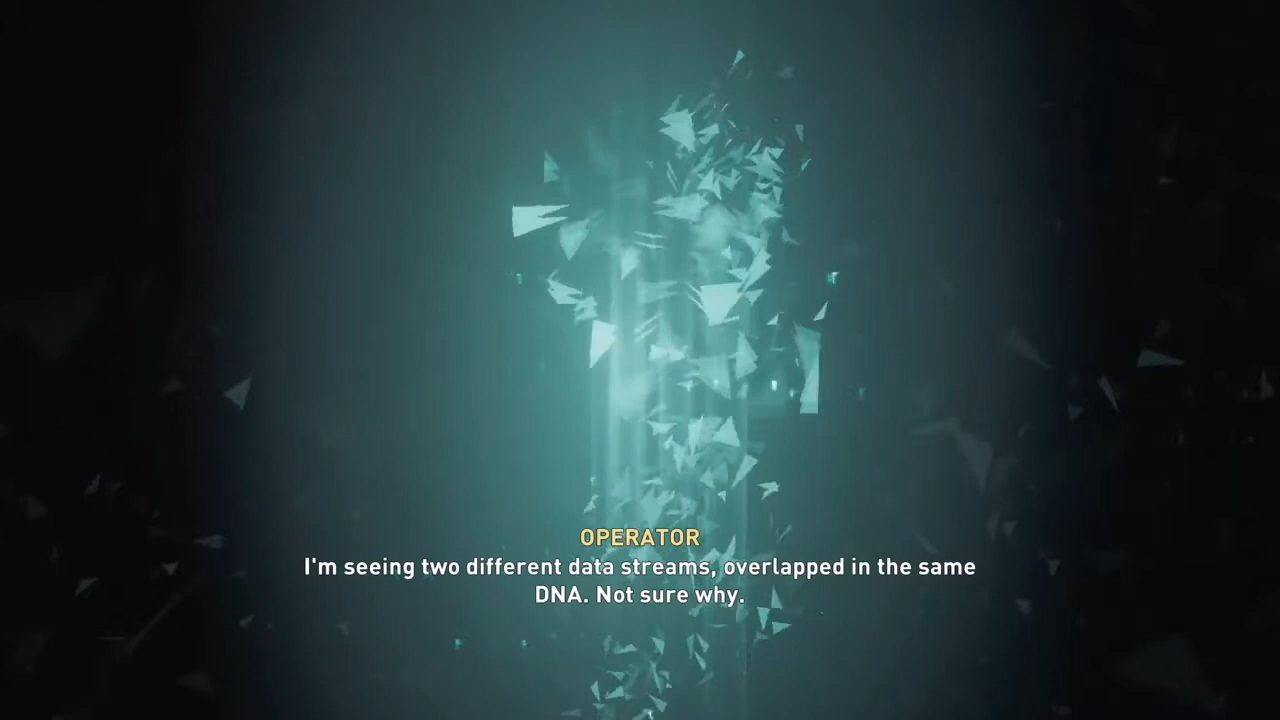 OPERATOR
I'm seeing two different data streams, overlapped in the same
DNA. Not sure why.